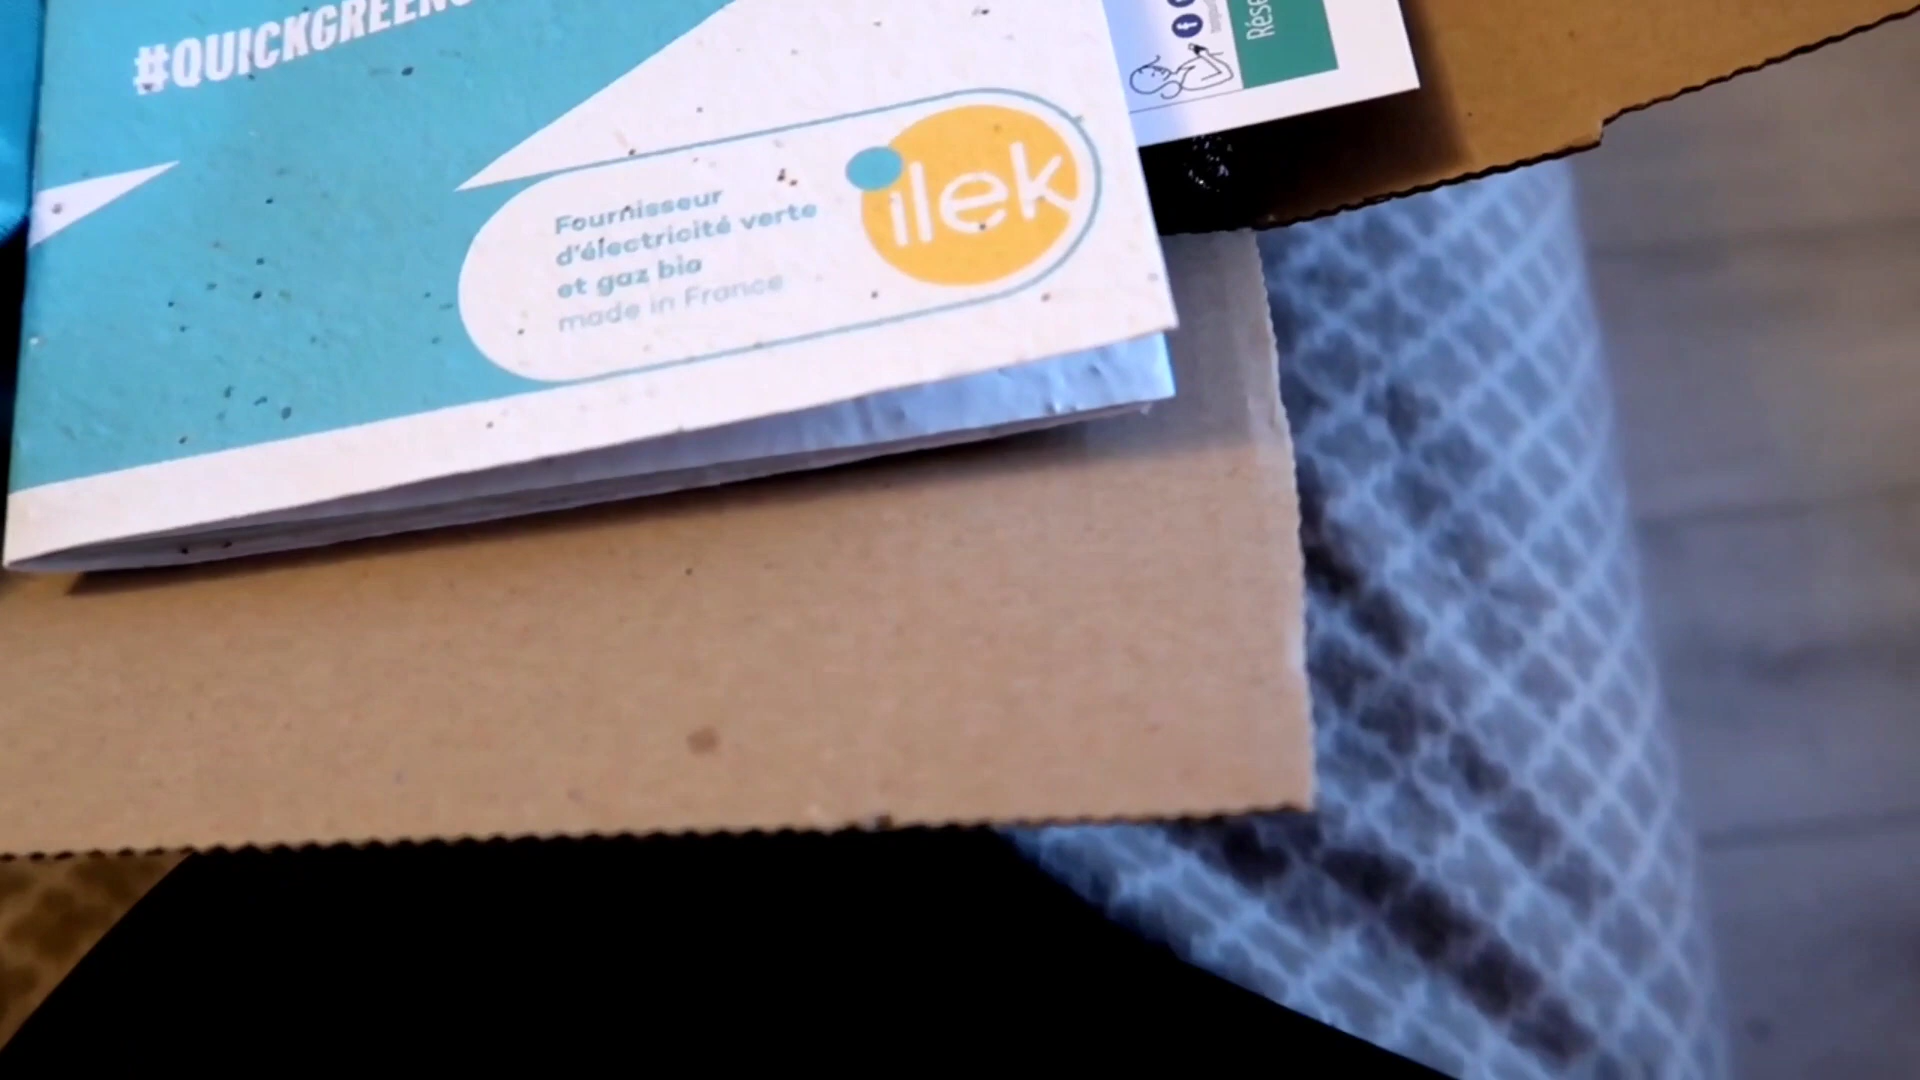 #QUICKGREEN
Fournisseur
d'électricité verte
et gaz bio
made in France
ilek
Rése